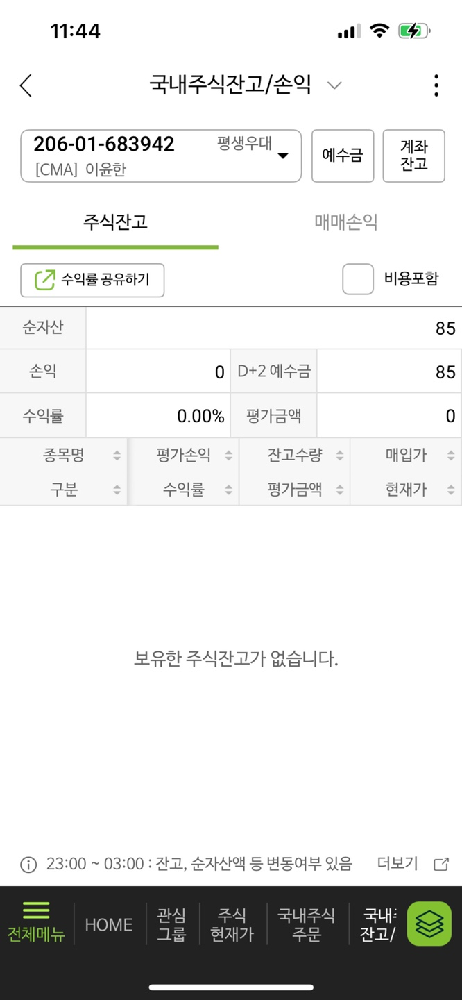 11:44
국내주식잔고/손익
206-01-683942 평생우대
[CMA] 이윤한
예수금
계좌
잔고
주식잔고 매매손익
수익률 공유하기 비용포함
순자산 85
손익 0 D+2 예수금 85
수익률 0.00% 평가금액 0
종목명 평가손익 잔고수량 매입가
구분 수익률 평가금액 현재가
보유한 주식잔고가 없습니다.
23:00 ~ 03:00 : 잔고, 순자산액 등 변동여부 있음 더보기
전체메뉴
HOME
관심
그룹
주식
현재가
국내주식
주문
국내
잔고/